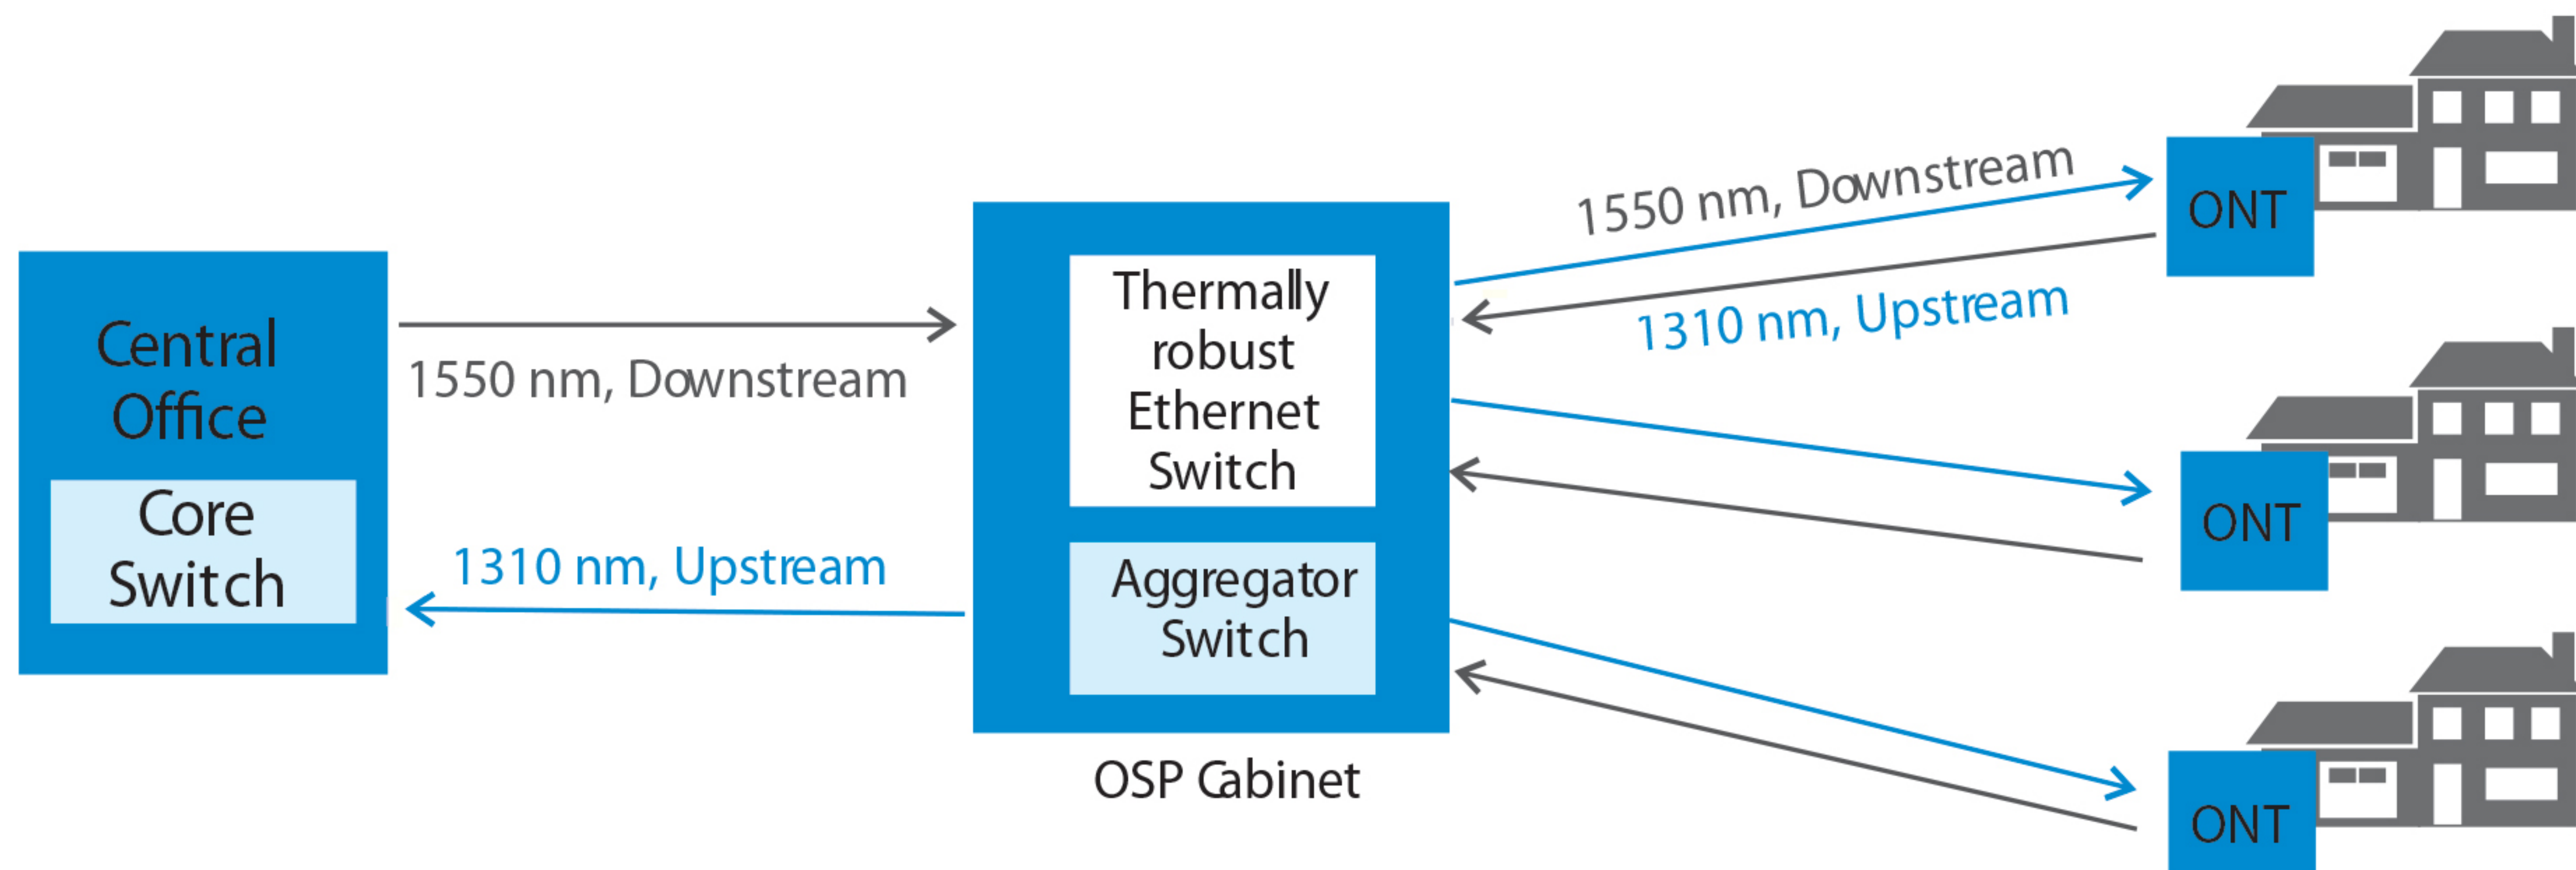 Central
Office
Core
Switch
1550 nm, Downstream
1310 nm, Upstream
Thermally
robust
Ethernet
Switch
Aggregator
Switch
OSP Cabinet
1550 nm, Downstream
1310 nm, Upstream
ONT
ONT
ONT